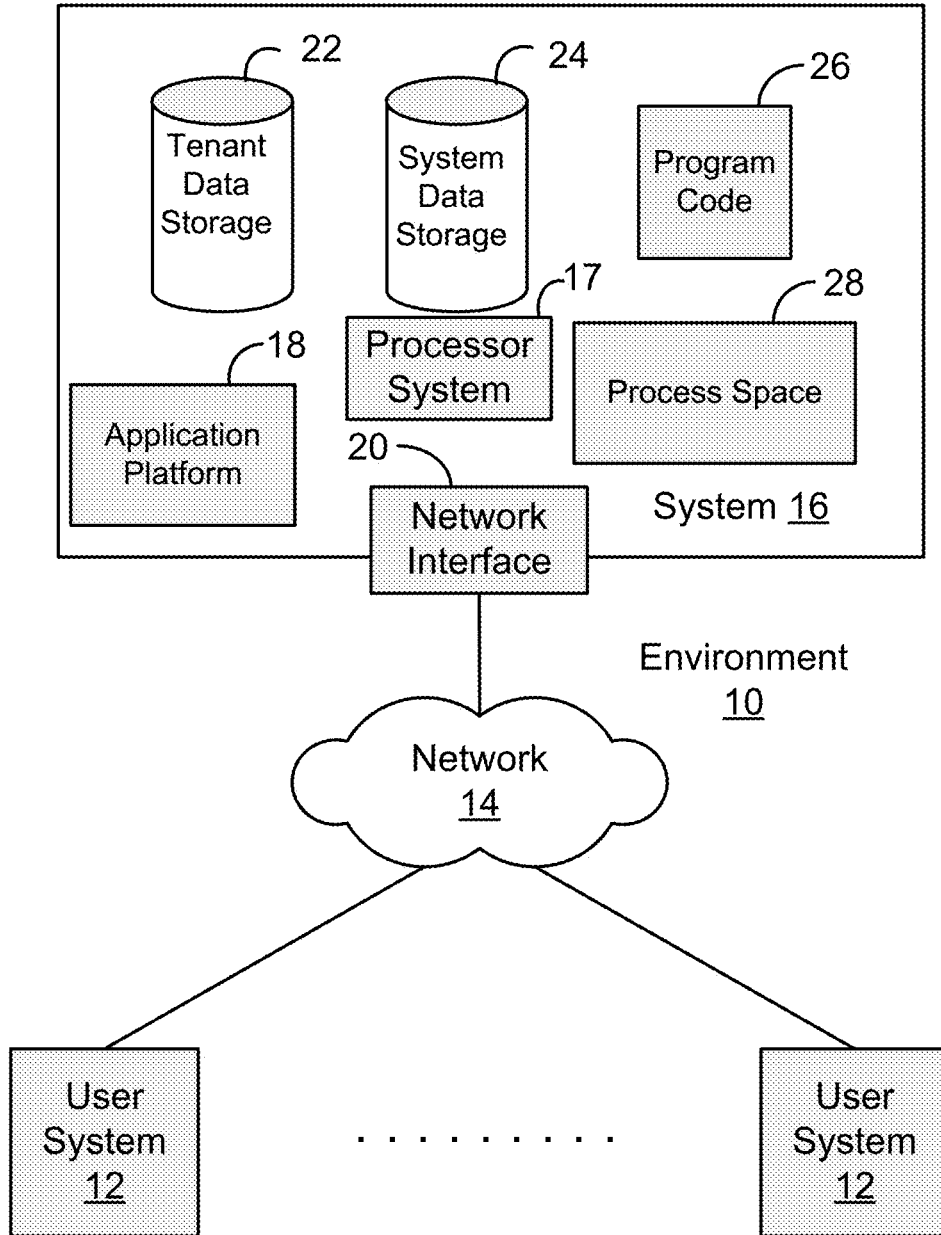 22
24
26
Tenant
Data
Storage
System
Data
Storage
Program
Code
17
28
18
Processor
System
Process Space
Application
Platform
20
Network
Interface
System 16
Environment
10
Network
14
User
System
12
. . . . . . . . . .
User
System
12